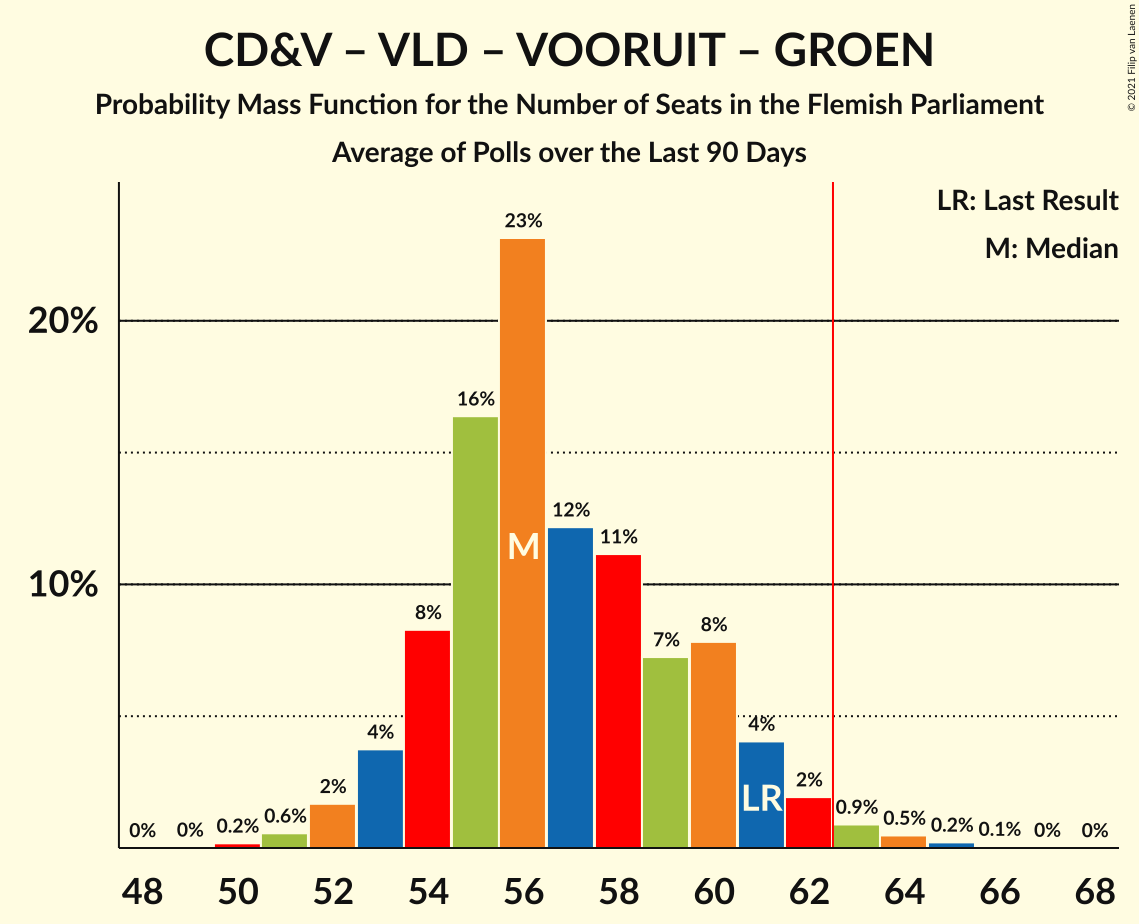 CD&V – VLD – VOORUIT – GROEN
Probability Mass Function for the Number of Seats in the Flemish Parliament
Average of Polls over the Last 90 Days
© 2021 Filip van Laenen
LR: Last Result
M: Median
20%
10%
0% 0% 0.2% 0.6% 2% 4% 8% 16% 23% 12% 11% 7% 8% 4% 2% 0.9% 0.5% 0.2% 0.1% 0% 0%
M
LR
48 50 52 54 56 58 60 62 64 66 68